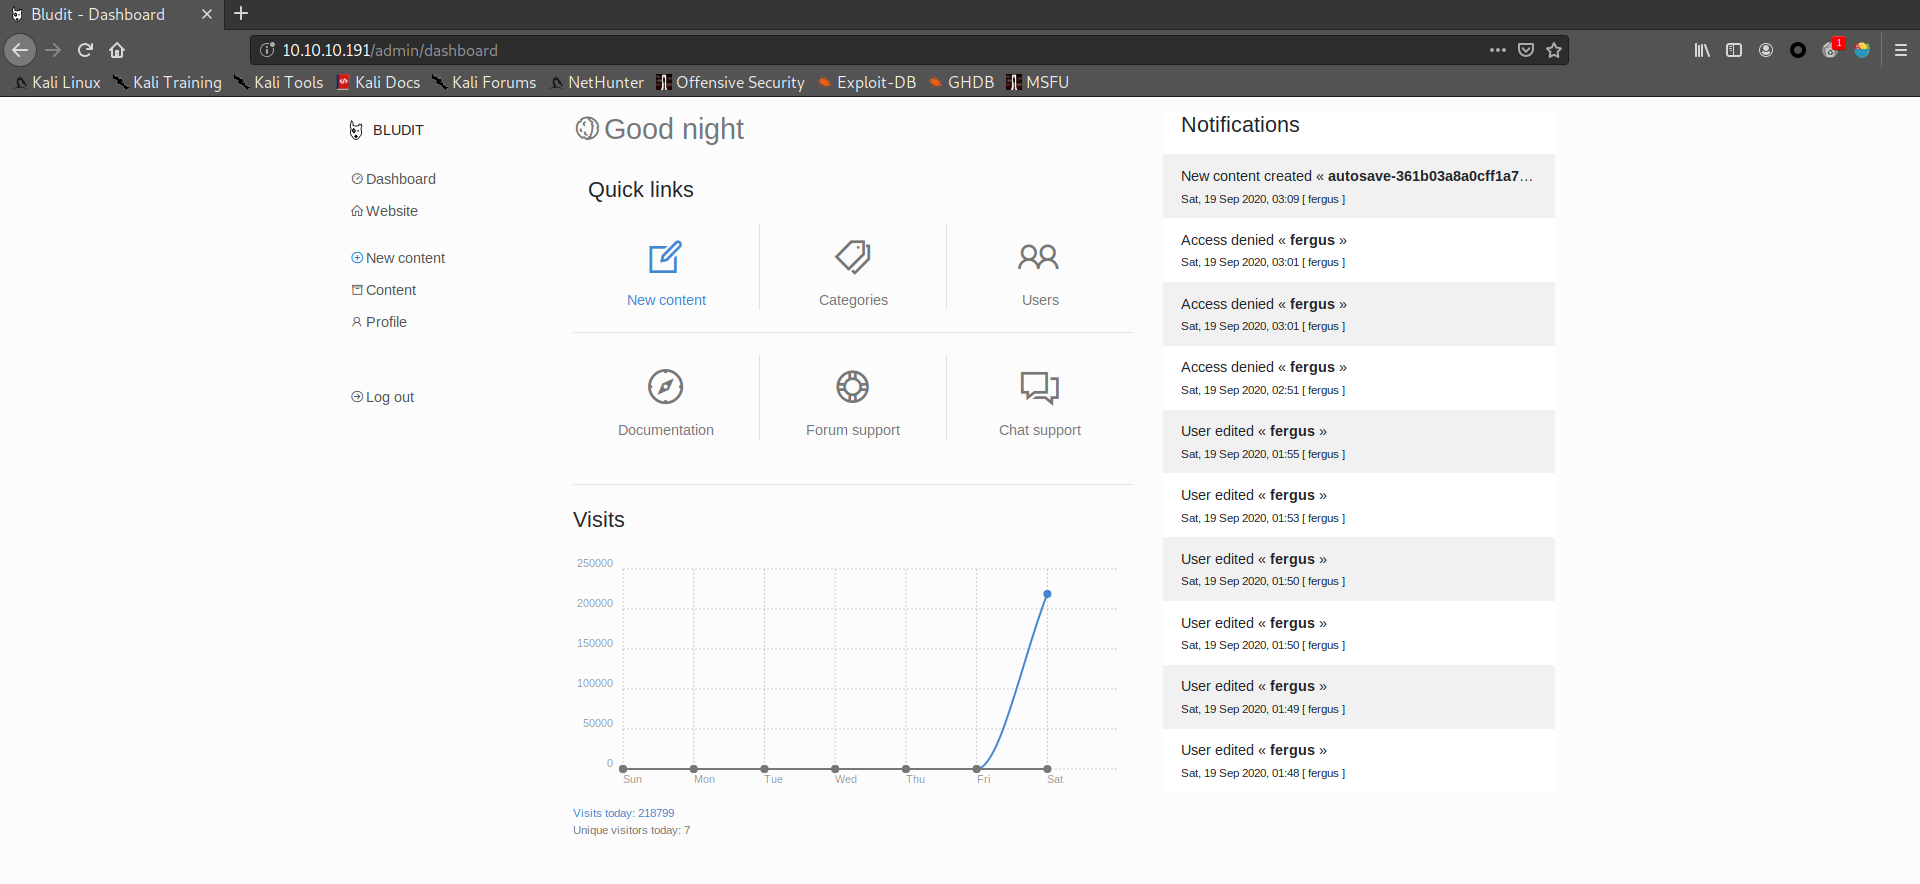 Bludit - Dashboard
10.10.10.191/admin/dashboard
1
Kali Linux Kali Training Kali Tools Kali Docs Kali Forums NetHunter Offensive Security Exploit-DB GHDB MSFU
BLUDIT
Dashboard
Website
New content
Content
Profile
Log out
Good night
Quick links
New content
Categories
Users
Documentation
Forum support
Chat support
Visits
250000
200000
150000
100000
50000
0
Sun Mon Tue Wed Thu Fri Sat
Visits today: 218799
Unique visitors today: 7
Notifications
New content created « autosave-361b03a8a0cff1a7…
Sat, 19 Sep 2020, 03:09 [ fergus ]
Access denied « fergus »
Sat, 19 Sep 2020, 03:01 [ fergus ]
Access denied « fergus »
Sat, 19 Sep 2020, 03:01 [ fergus ]
Access denied « fergus »
Sat, 19 Sep 2020, 02:51 [ fergus ]
User edited « fergus »
Sat, 19 Sep 2020, 01:55 [ fergus ]
User edited « fergus »
Sat, 19 Sep 2020, 01:53 [ fergus ]
User edited « fergus »
Sat, 19 Sep 2020, 01:50 [ fergus ]
User edited « fergus »
Sat, 19 Sep 2020, 01:50 [ fergus ]
User edited « fergus »
Sat, 19 Sep 2020, 01:49 [ fergus ]
User edited « fergus »
Sat, 19 Sep 2020, 01:48 [ fergus ]